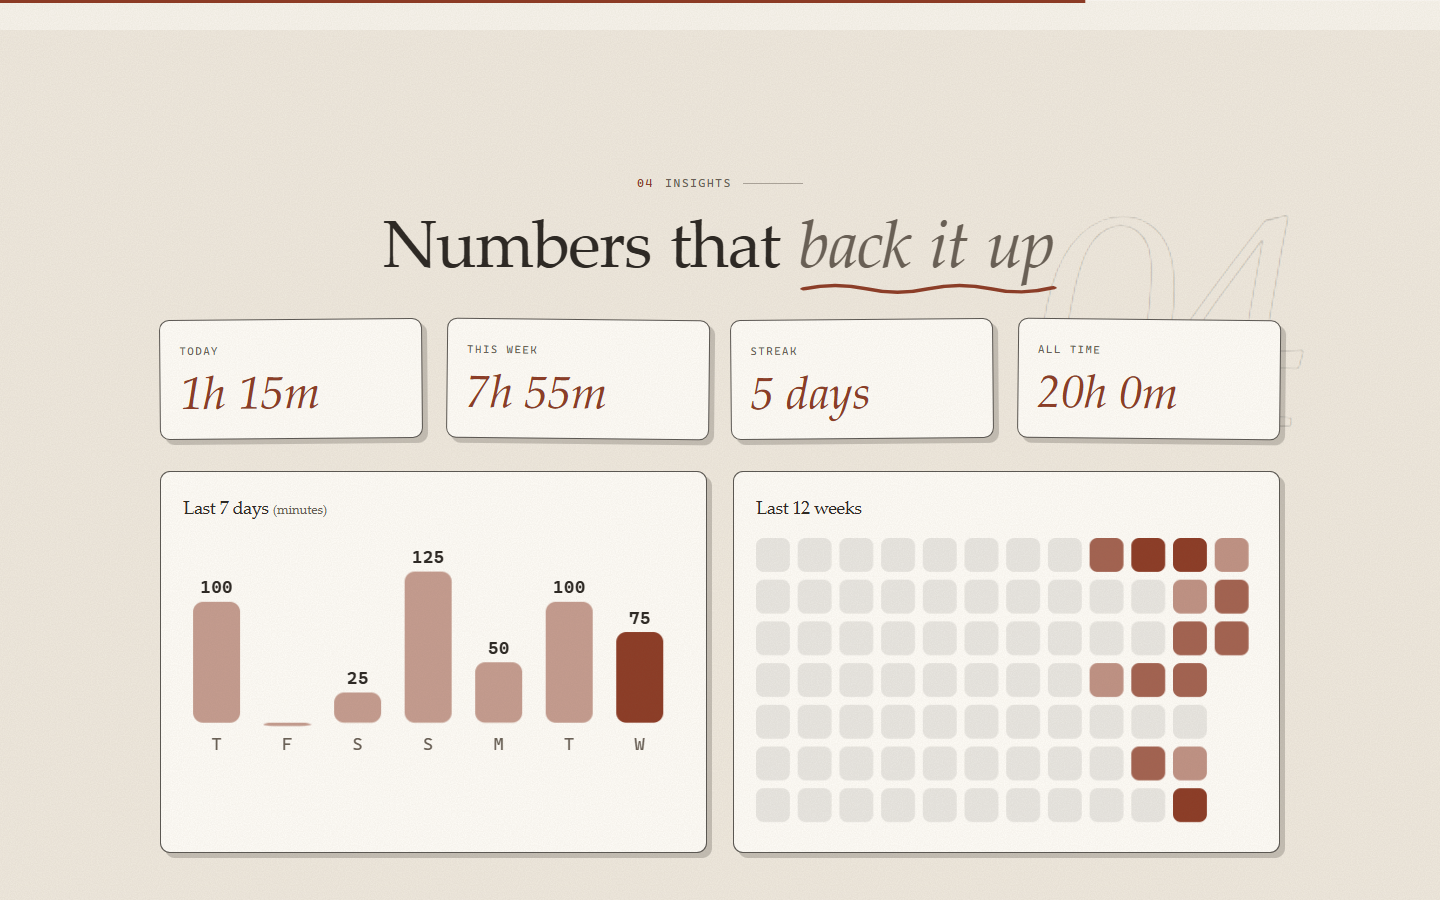 04 INSIGHTS
Numbers that back it up
04
TODAY
1h 15m
THIS WEEK
7h 55m
STREAK
5 days
ALL TIME
20h 0m
Last 7 days (minutes)
100
25
125
50
100
75
T F S S M T W
Last 12 weeks